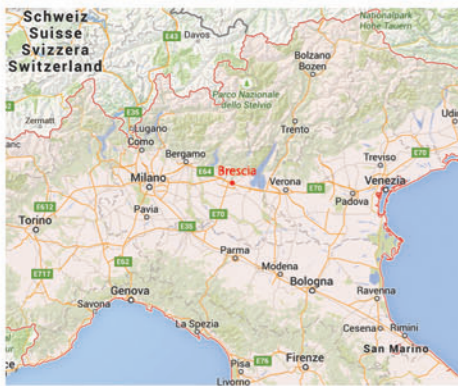 Schweiz
Suisse
Svizzera
Switzerland
E43
Davos
Nationalpark
Hohe Tauern
Bolzano
Bozen
Parco Nazionale
dello Stelvio
Zermatt
E35
Lugano
Como
Trento
Udi
Bergamo
Treviso
E70
E64
Brescia
Milano
Verona
E70
Venezia
Padova
E612
Pavia
E70
Torino
E35
Parma
E717
E62
Modena
Bologna
Genova
Ravenna
Savona
La Spezia
Cesena
Rimini
San Marino
Pisa
E76
Firenze
Livorno